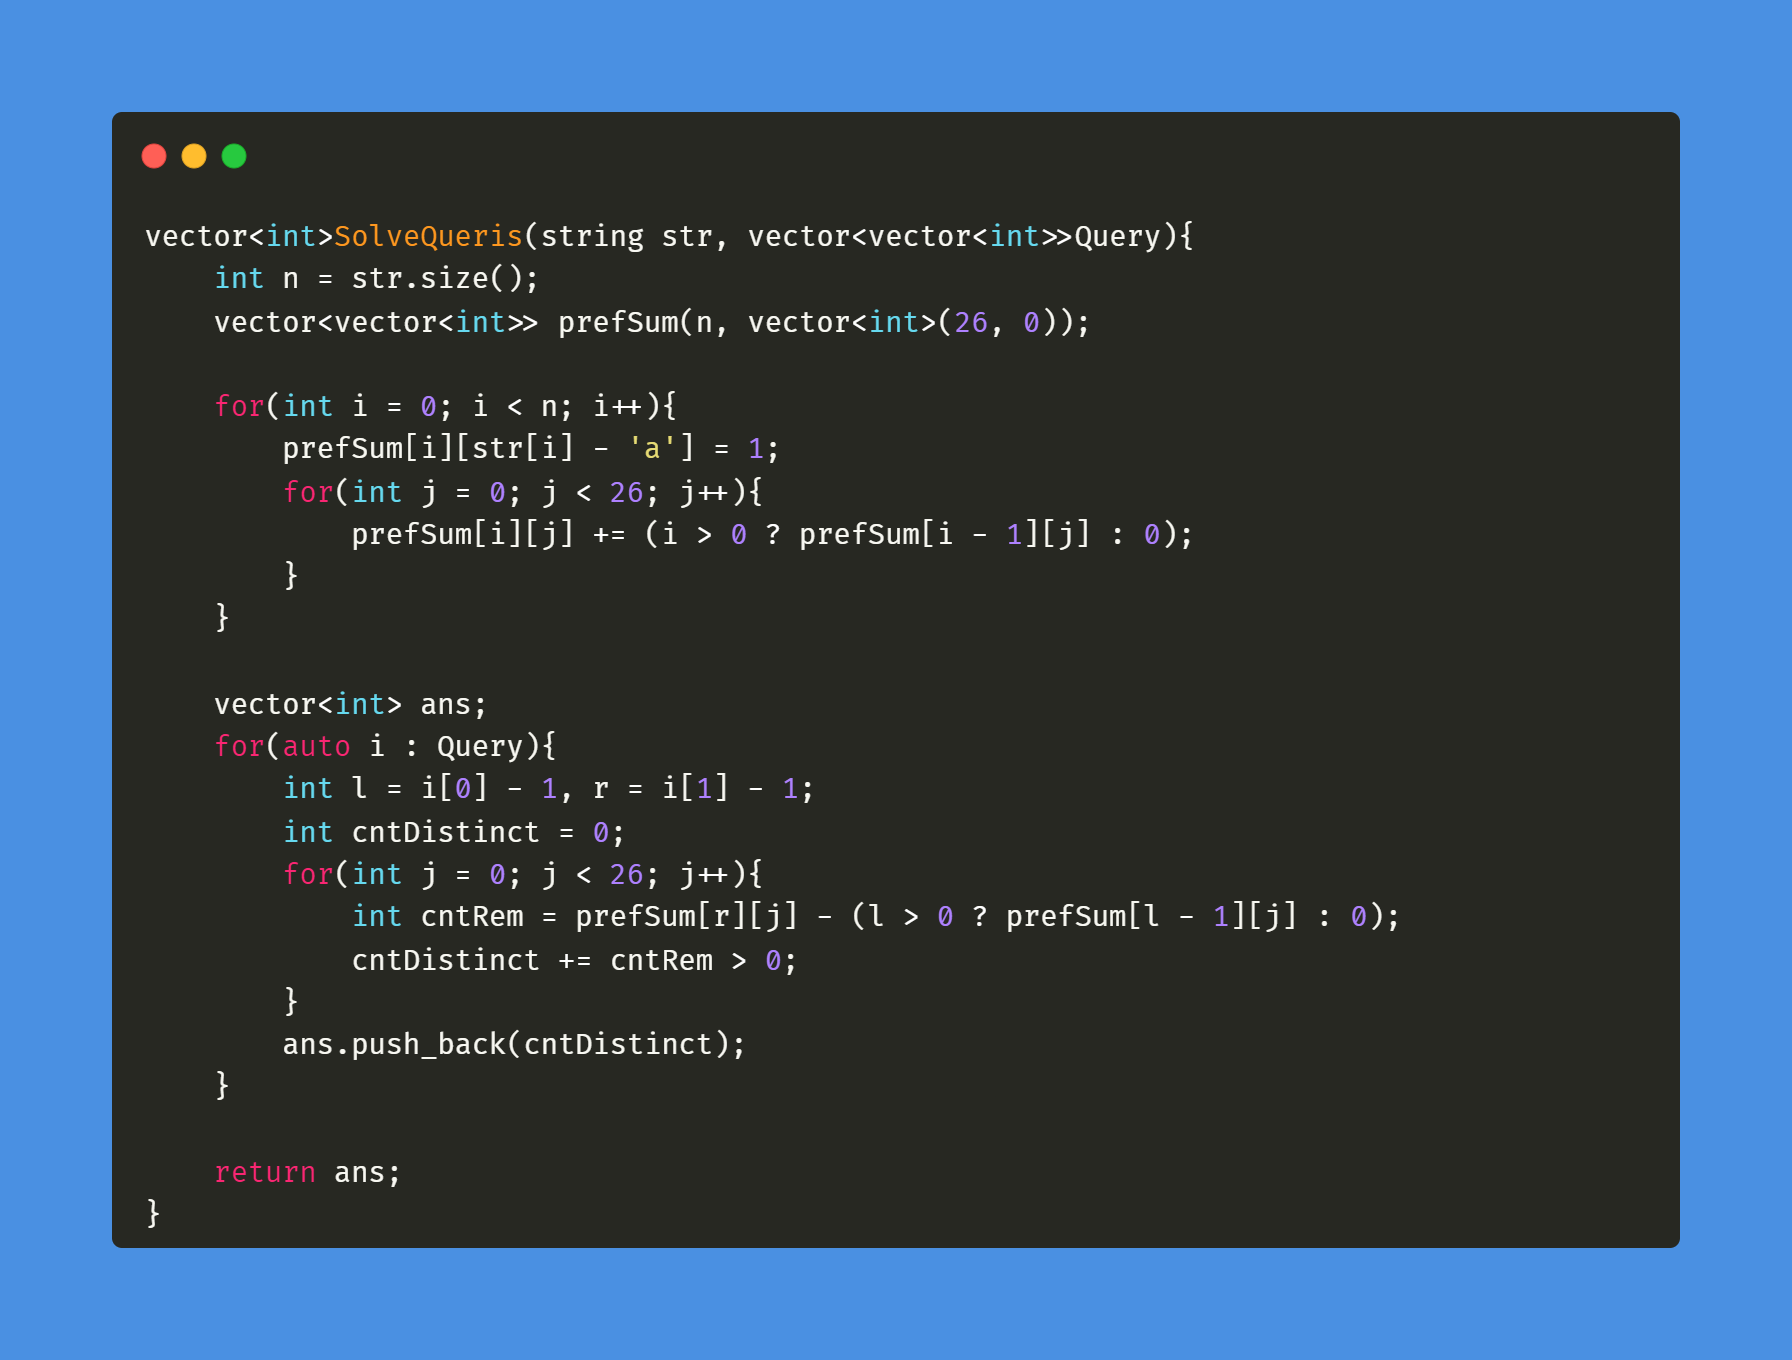 vector<int>SolveQueris(string str, vector<vector<int>>Query){
    int n = str.size();
    vector<vector<int>> prefSum(n, vector<int>(26, 0));

    for(int i = 0; i < n; i++){
        prefSum[i][str[i] - 'a'] = 1;
        for(int j = 0; j < 26; j++){
            prefSum[i][j] += (i > 0 ? prefSum[i - 1][j] : 0);
        }
    }

    vector<int> ans;
    for(auto i : Query){
        int l = i[0] - 1, r = i[1] - 1;
        int cntDistinct = 0;
        for(int j = 0; j < 26; j++){
            int cntRem = prefSum[r][j] - (l > 0 ? prefSum[l - 1][j] : 0);
            cntDistinct += cntRem > 0;
        }
        ans.push_back(cntDistinct);
    }

    return ans;
}